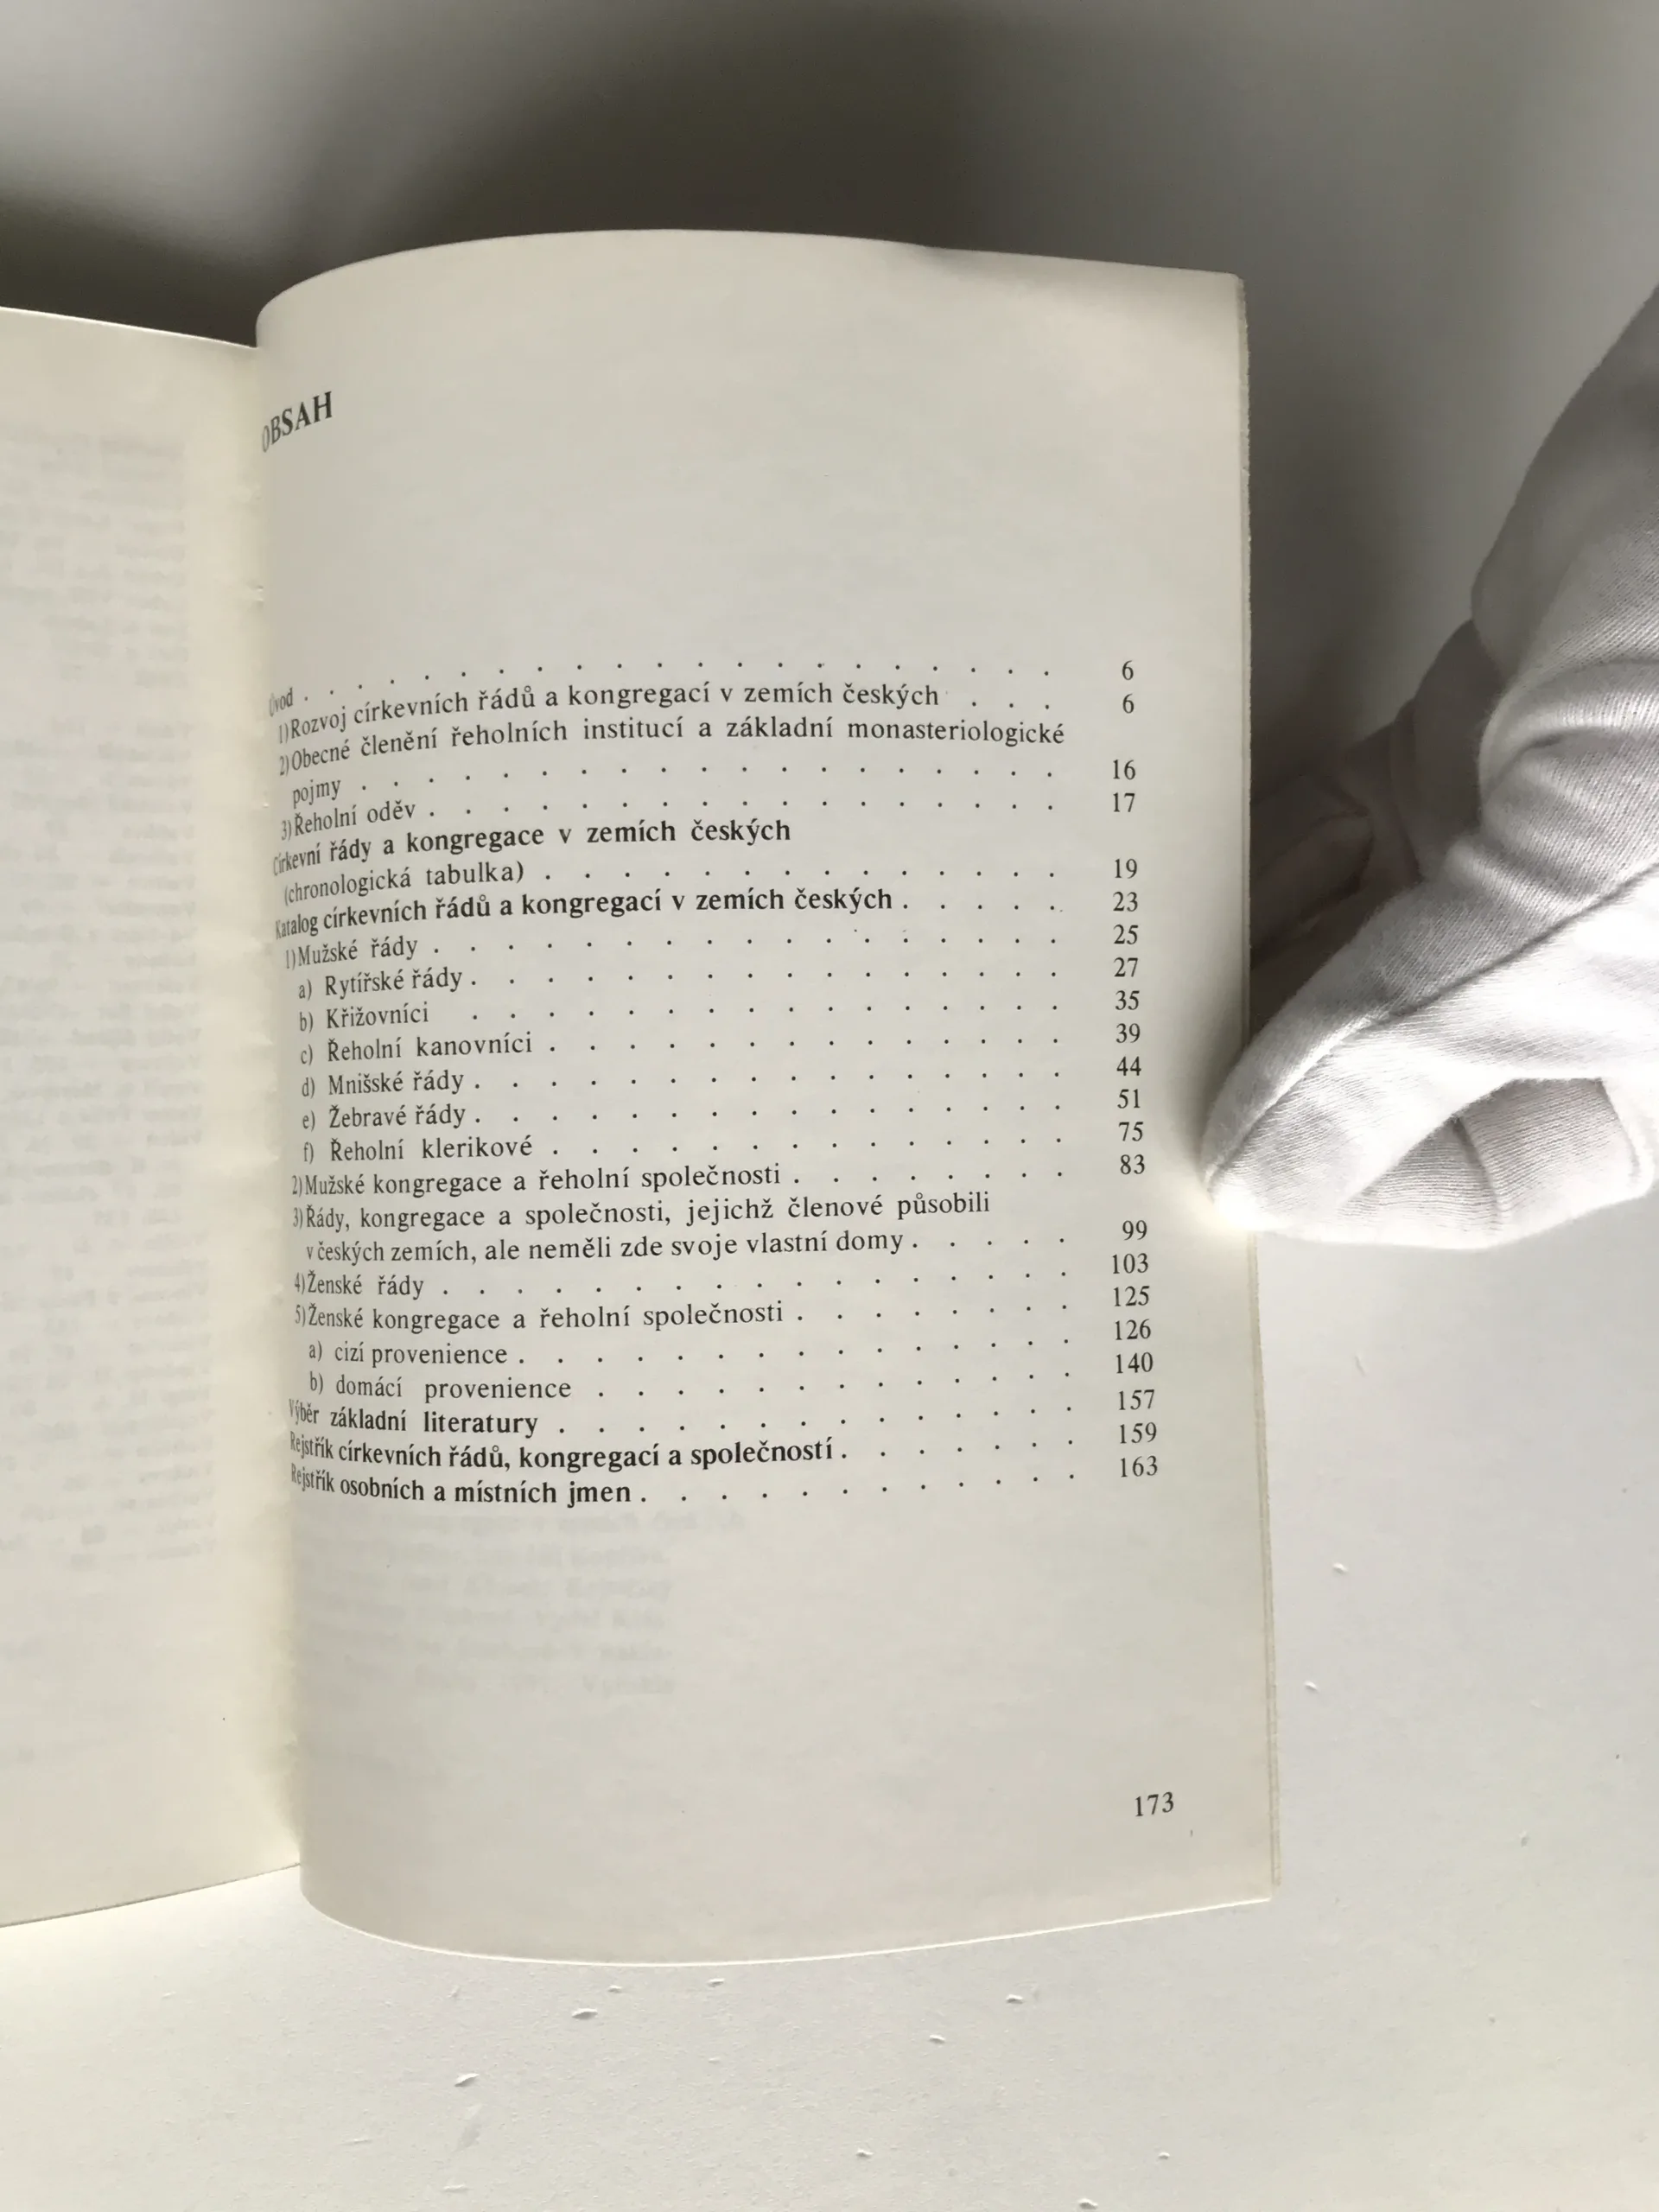 OBSAH
Úvod . . . . . . . . . . . . . . . . . . . . 6
1) Rozvoj církevních řádů a kongregací v zemích českých . . . 6
2) Obecné členění řeholních institucí a základní monasteriologické
pojmy . . . . . . . . . . . . . . . . . . 16
3) Řeholní oděv . . . . . . . . . . . . . . . . 17
Církevní řády a kongregace v zemích českých
(chronologická tabulka) . . . . . . . . . . . . . 19
Katalog církevních řádů a kongregací v zemích českých . . . . . 23
1) Mužské řády . . . . . . . . . . . . . . . . 25
a) Rytířské řády . . . . . . . . . . . . . . . 27
b) Křižovníci . . . . . . . . . . . . . . . 35
c) Řeholní kanovníci . . . . . . . . . . . . . 39
d) Mnišské řády . . . . . . . . . . . . . . . 44
e) Žebravé řády . . . . . . . . . . . . . . . 51
f) Řeholní klerikové . . . . . . . . . . . . . 75
2) Mužské kongregace a řeholní společnosti . . . . . . . 83
3) Řády, kongregace a společnosti, jejichž členové působili
v českých zemích, ale neměli zde svoje vlastní domy . . . . . 99
4) Ženské řády . . . . . . . . . . . . . . . . 103
5) Ženské kongregace a řeholní společnosti . . . . . . . 125
a) cizí provenience . . . . . . . . . . . . . . 126
b) domácí provenience . . . . . . . . . . . . 140
Výběr základní literatury . . . . . . . . . . . . . 157
Rejstřík církevních řádů, kongregací a společností . . . . . . 159
Rejstřík osobních a místních jmen . . . . . . . . . . . 163
173